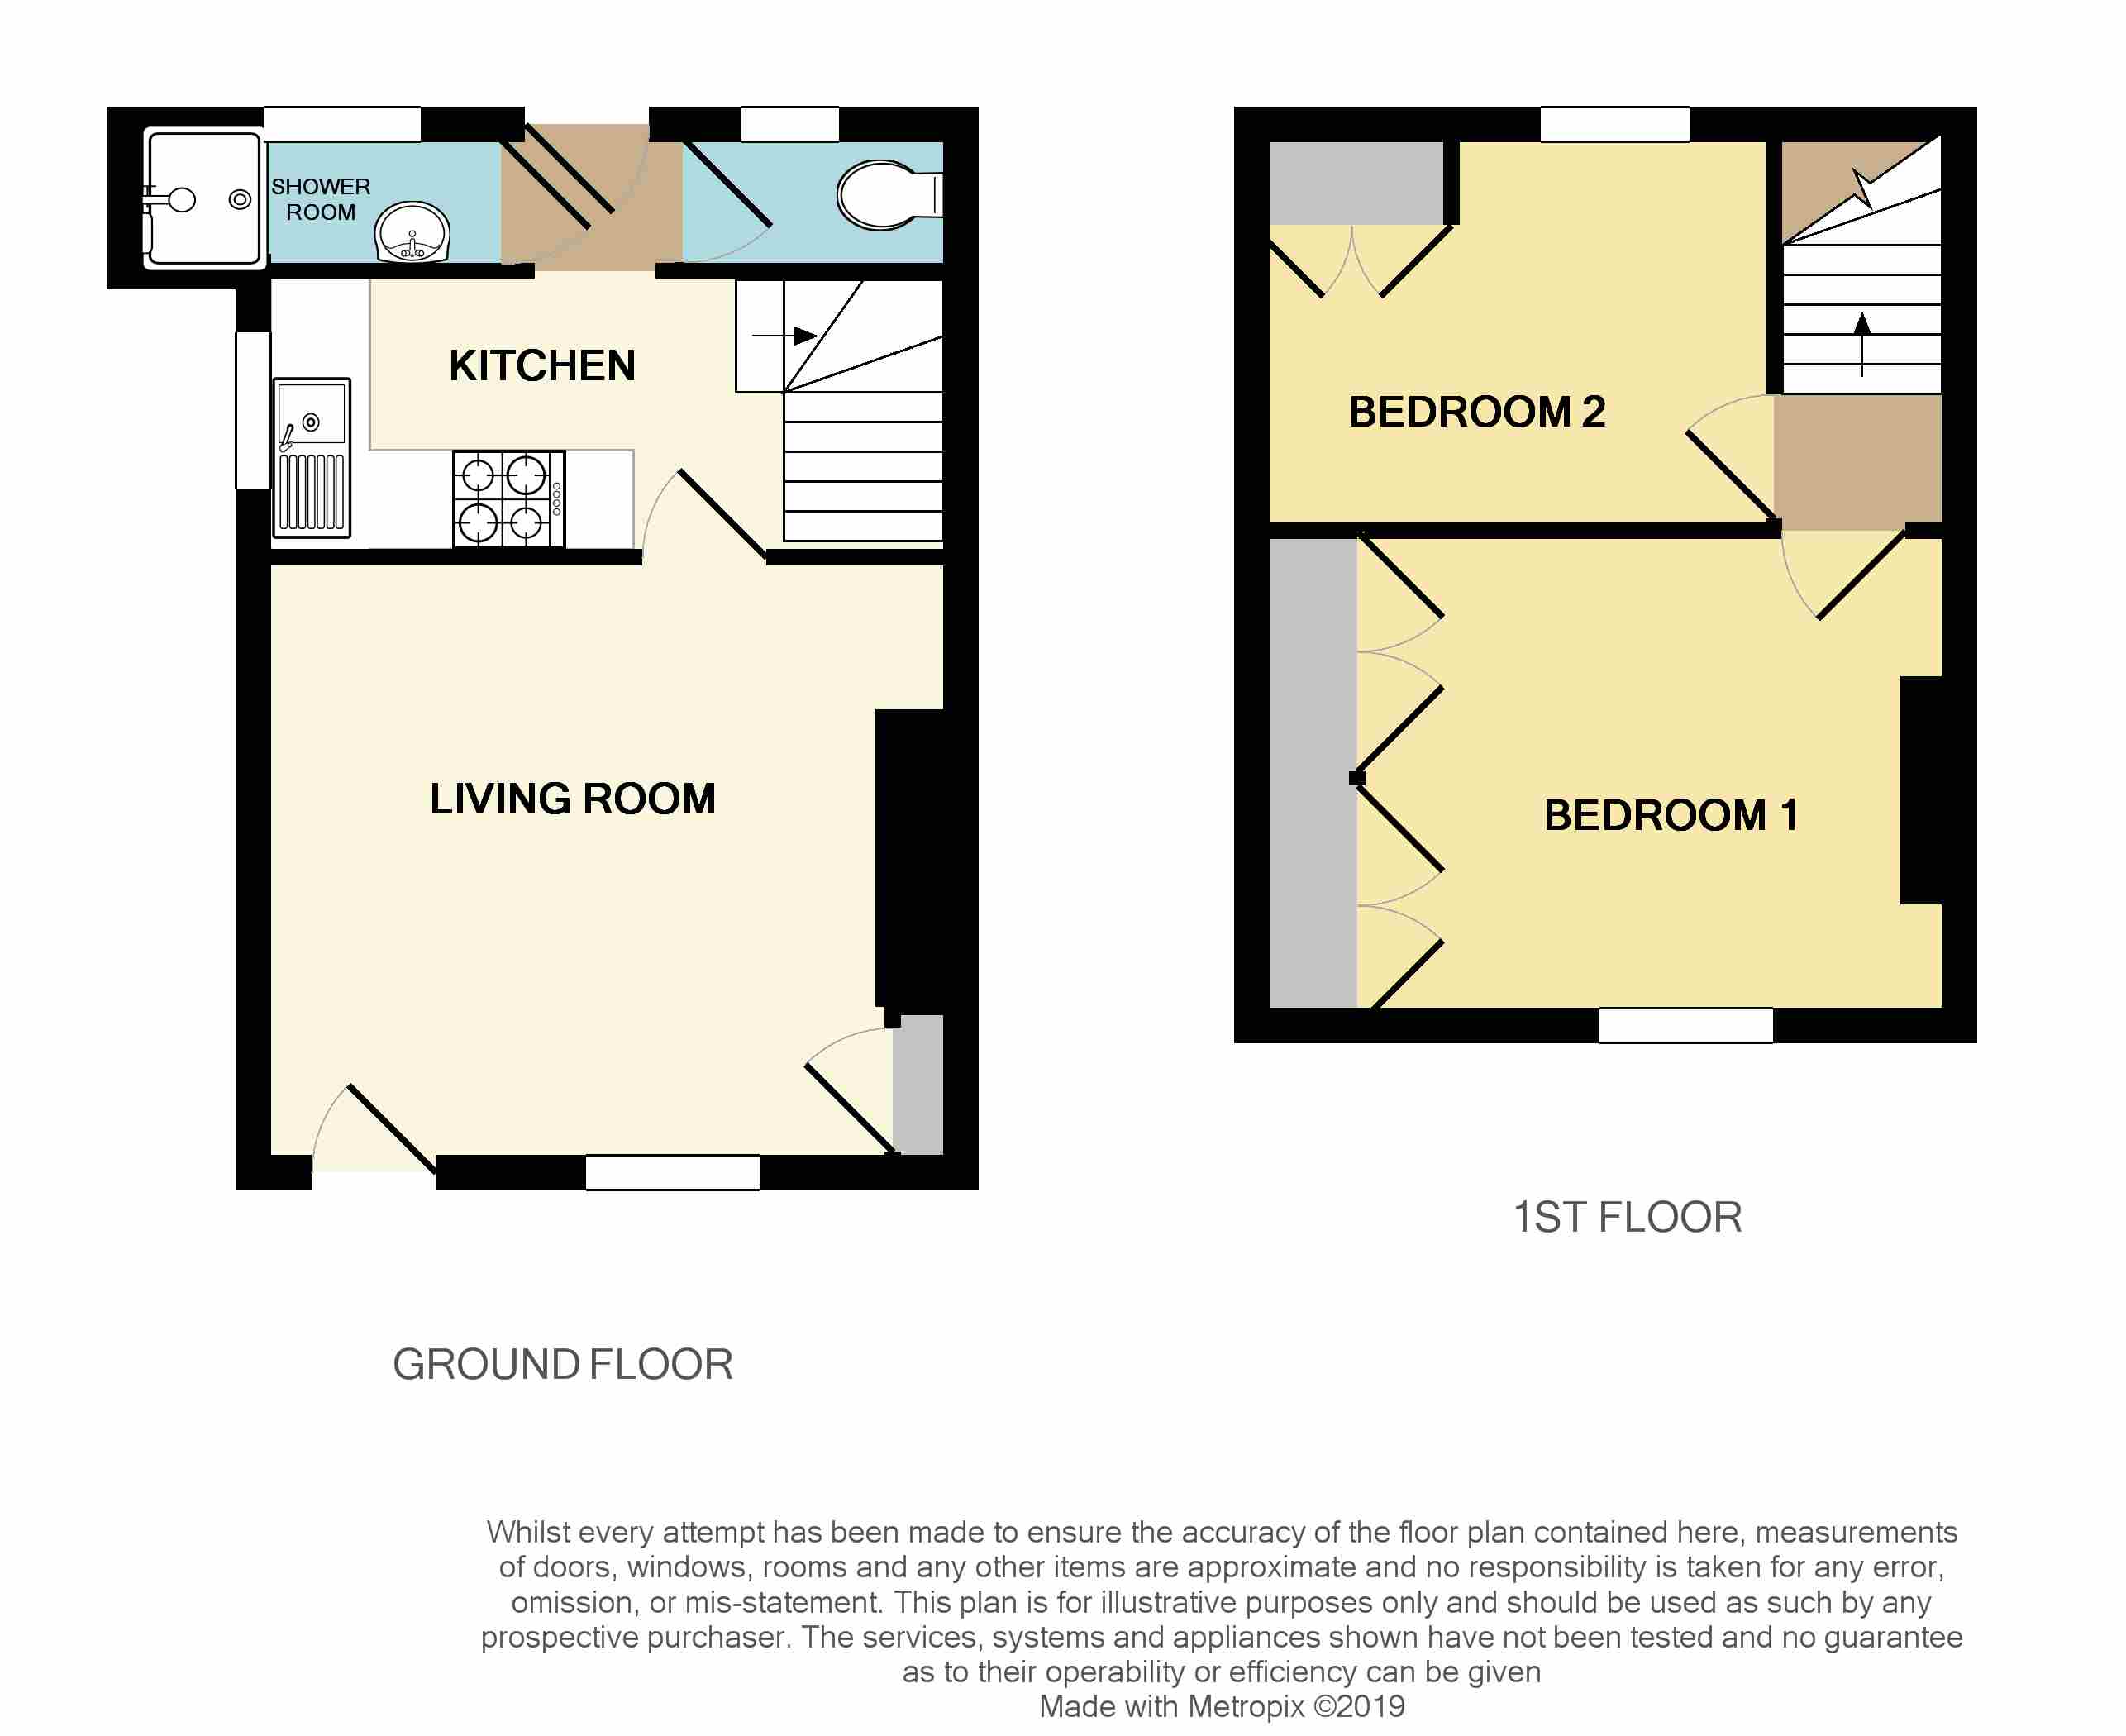 SHOWER
ROOM
KITCHEN
LIVING ROOM
GROUND FLOOR
BEDROOM 2
BEDROOM 1
1ST FLOOR
Whilst every attempt has been made to ensure the accuracy of the floor plan contained here, measurements
of doors, windows, rooms and any other items are approximate and no responsibility is taken for any error,
omission, or mis-statement. This plan is for illustrative purposes only and should be used as such by any
prospective purchaser. The services, systems and appliances shown have not been tested and no guarantee
as to their operability or efficiency can be given
Made with Metropix ©2019